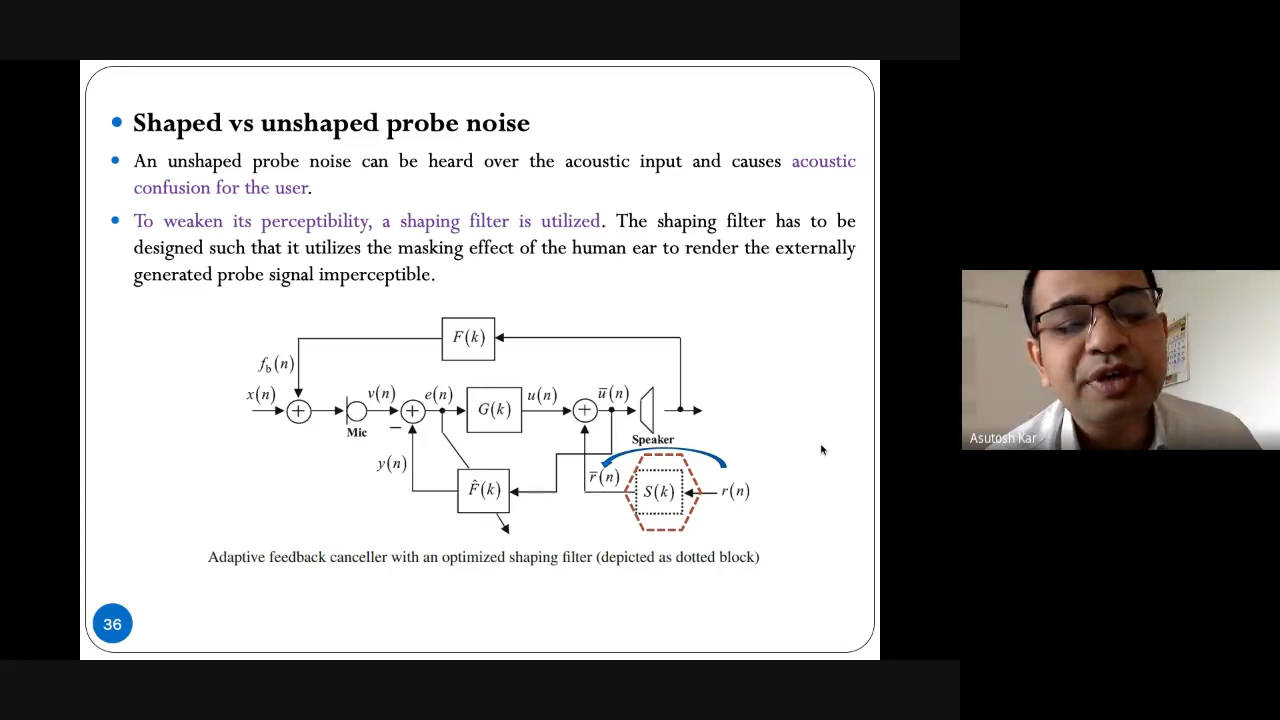 Shaped vs unshaped probe noise
An unshaped probe noise can be heard over the acoustic input and causes acoustic
confusion for the user.
To weaken its perceptibility, a shaping filter is utilized. The shaping filter has to be
designed such that it utilizes the masking effect of the human ear to render the externally
generated probe signal imperceptible.
F(k)
f_b(n)
x(n)
v(n)
e(n)
u(n)
ū(n)
+
+
G(k)
+
Mic
−
Speaker
y(n)
F̂(k)
r̄(n)
S(k)
r(n)
Adaptive feedback canceller with an optimized shaping filter (depicted as dotted block)
36
Asutosh Kar